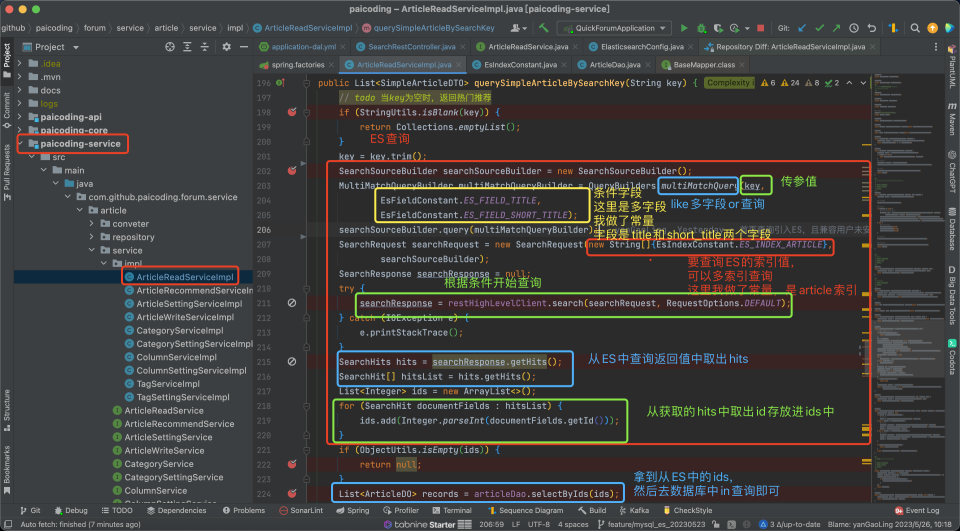 paicoding – ArticleReadServiceImpl.java [paicoding-service]
github
paicoding
forum
service
article
service
impl
ArticleReadServiceImpl
querySimpleArticleBySearchKey
QuickForumApplication
Git:
Project
application-dal.yml
SearchRestController.java
ArticleReadService.java
ElasticsearchConfig.java
Repository Diff: ArticleReadServiceImpl.java
spring.factories
ArticleReadServiceImpl.java
EsIndexConstant.java
ArticleDao.java
BaseMapper.class
.idea
.mvn
docs
logs
paicoding-api
paicoding-core
paicoding-service
src
main
java
com.github.paicoding.forum.service
article
conveter
repository
service
impl
ArticleReadServiceImpl
ArticleRecommendServiceImpl
ArticleSettingServiceImpl
ArticleWriteServiceImpl
CategoryServiceImpl
CategorySettingServiceImpl
ColumnServiceImpl
ColumnSettingServiceImpl
TagServiceImpl
TagSettingServiceImpl
ArticleReadService
ArticleRecommendService
ArticleSettingService
ArticleWriteService
CategoryService
CategorySettingService
ColumnService
ColumnSettingService
196 public List<SimpleArticleDTO> querySimpleArticleBySearchKey(String key) { Complexity 6 24 8 2
197 // todo 当key为空时，返回热门推荐
198 if (StringUtils.isBlank(key)) {
199 return Collections.emptyList();
200 }
ES查询
201 key = key.trim();
202 SearchSourceBuilder searchSourceBuilder = new SearchSourceBuilder();
传参值
203 MultiMatchQueryBuilder multiMatchQueryBuilder = QueryBuilders.multiMatchQuery(key,
204 EsFieldConstant.ES_FIELD_TITLE,
205 EsFieldConstant.ES_FIELD_SHORT_TITLE);
条件字段
这里是多字段
我做了常量
字段是title和short_title两个字段
like多字段or查询
206 searchSourceBuilder.query(multiMatchQueryBuilder)
207 SearchRequest searchRequest = new SearchRequest(new String[]{EsIndexConstant.ES_INDEX_ARTICLE},
208 searchSourceBuilder);
要查询ES的索引值,
可以多索引查询
这里我做了常量，是article索引
209 SearchResponse searchResponse = null;
根据条件开始查询
210 try {
211 searchResponse = restHighLevelClient.search(searchRequest, RequestOptions.DEFAULT);
212 } catch (IOException e) {
213 e.printStackTrace();
214 }
215 SearchHits hits = searchResponse.getHits();
216 SearchHit[] hitsList = hits.getHits();
从ES中查询返回值中取出hits
217 List<Integer> ids = new ArrayList<>();
218 for (SearchHit documentFields : hitsList) {
219 ids.add(Integer.parseInt(documentFields.getId()));
220 }
从获取的hits中取出id存放进ids中
221 if (ObjectUtils.isEmpty(ids)) {
222 return null;
223 }
224 List<ArticleDO> records = articleDao.selectByIds(ids);
拿到从ES中的ids,
然后去数据库中in查询即可
Project
Commit
Pull Requests
Structure
Bookmarks
PlantUML
Maven
ChatGPT
Database
Big Data Tools
Codota
Git
Debug
TODO
Dependencies
Problems
SonarLint
Spring
Profiler
Terminal
Sequence Diagram
Build
Kafka
CheckStyle
Event Log
Auto fetch: finished (7 minutes ago)
tabnine Starter
206:59
LF
UTF-8
4 spaces
feature/mysql_es_20230523
3 Δ/up-to-date
Blame: yanGaoLing 2023/5/26, 10:18